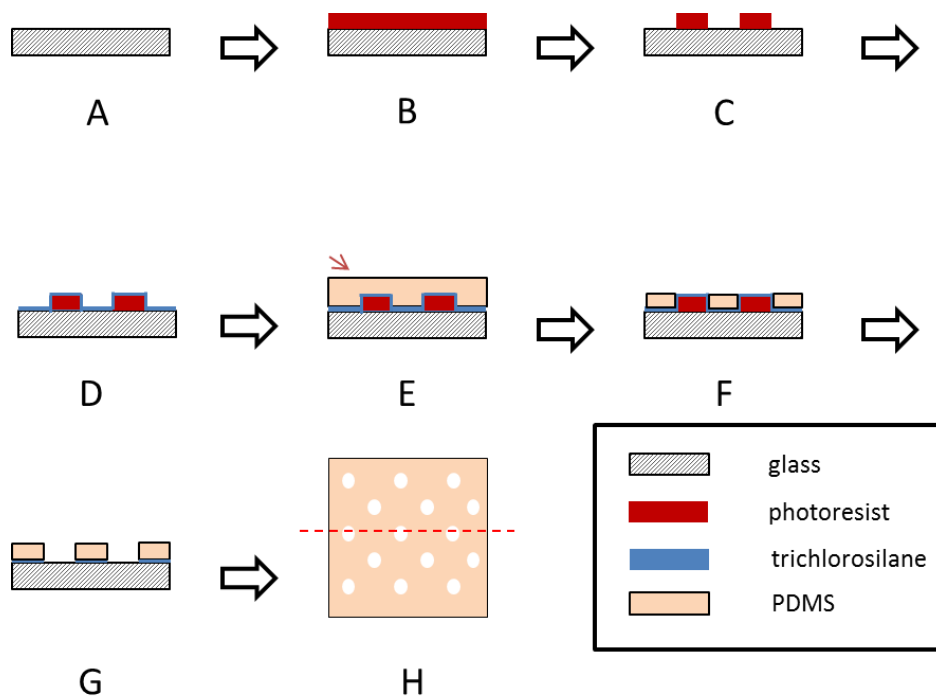 A
B
C
D
E
F
G
H
glass
photoresist
trichlorosilane
PDMS